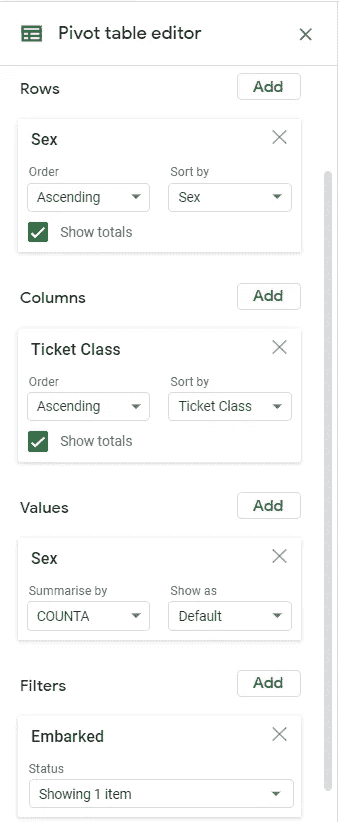 Pivot table editor
Rows Add
Sex
Order Sort by
Ascending Sex
Show totals
Columns Add
Ticket Class
Order Sort by
Ascending Ticket Class
Show totals
Values Add
Sex
Summarise by Show as
COUNTA Default
Filters Add
Embarked
Status
Showing 1 item